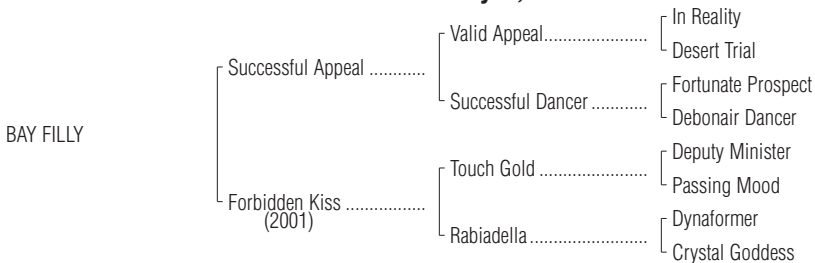 In Reality
Valid Appeal......................
Desert Trial
Successful Appeal ............
Fortunate Prospect
Successful Dancer ............
Debonair Dancer
BAY FILLY
Deputy Minister
Touch Gold ......................
Passing Mood
Forbidden Kiss .................
(2001)
Dynaformer
Rabiadella.........................
Crystal Goddess